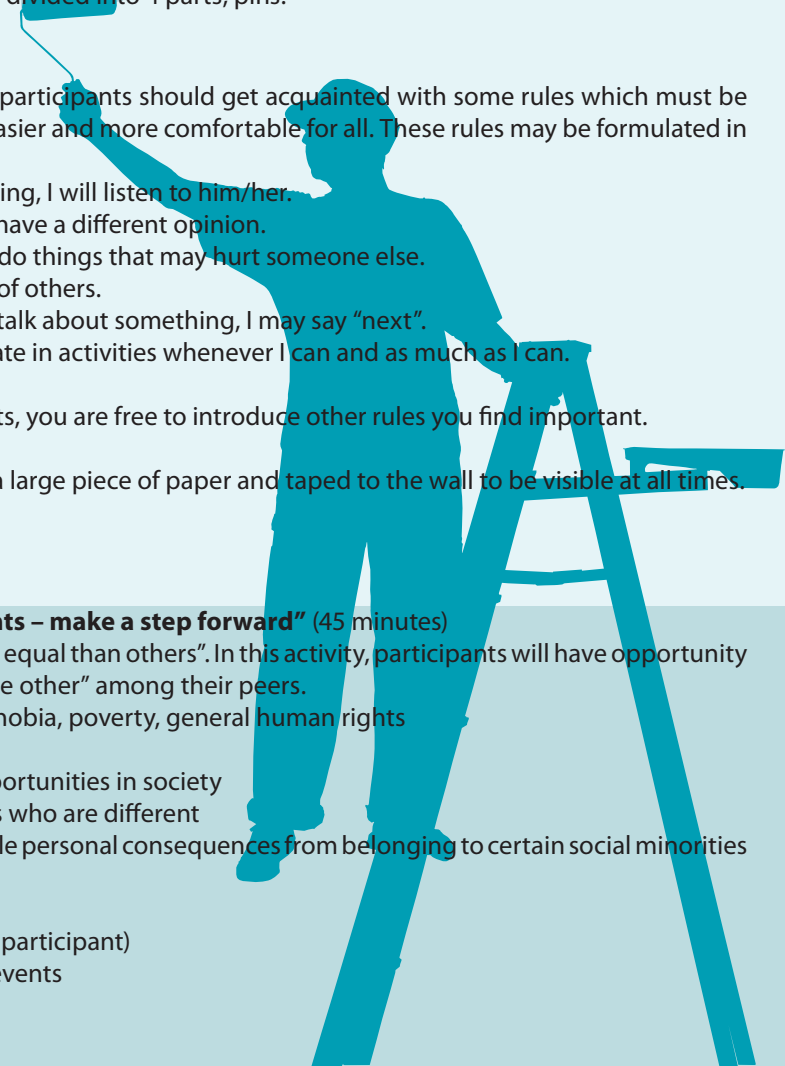 divided into 4 parts, pins.
participants should get acquainted with some rules which must be
asier and more comfortable for all. These rules may be formulated in
ing, I will listen to him/her.
have a different opinion.
do things that may hurt someone else.
of others.
talk about something, I may say “next”.
ate in activities whenever I can and as much as I can.
ts, you are free to introduce other rules you find important.
large piece of paper and taped to the wall to be visible at all times.
nts – make a step forward” (45 minutes)
equal than others”. In this activity, participants will have opportunity
e other” among their peers.
hobia, poverty, general human rights
portunities in society
s who are different
le personal consequences from belonging to certain social minorities
participant)
events